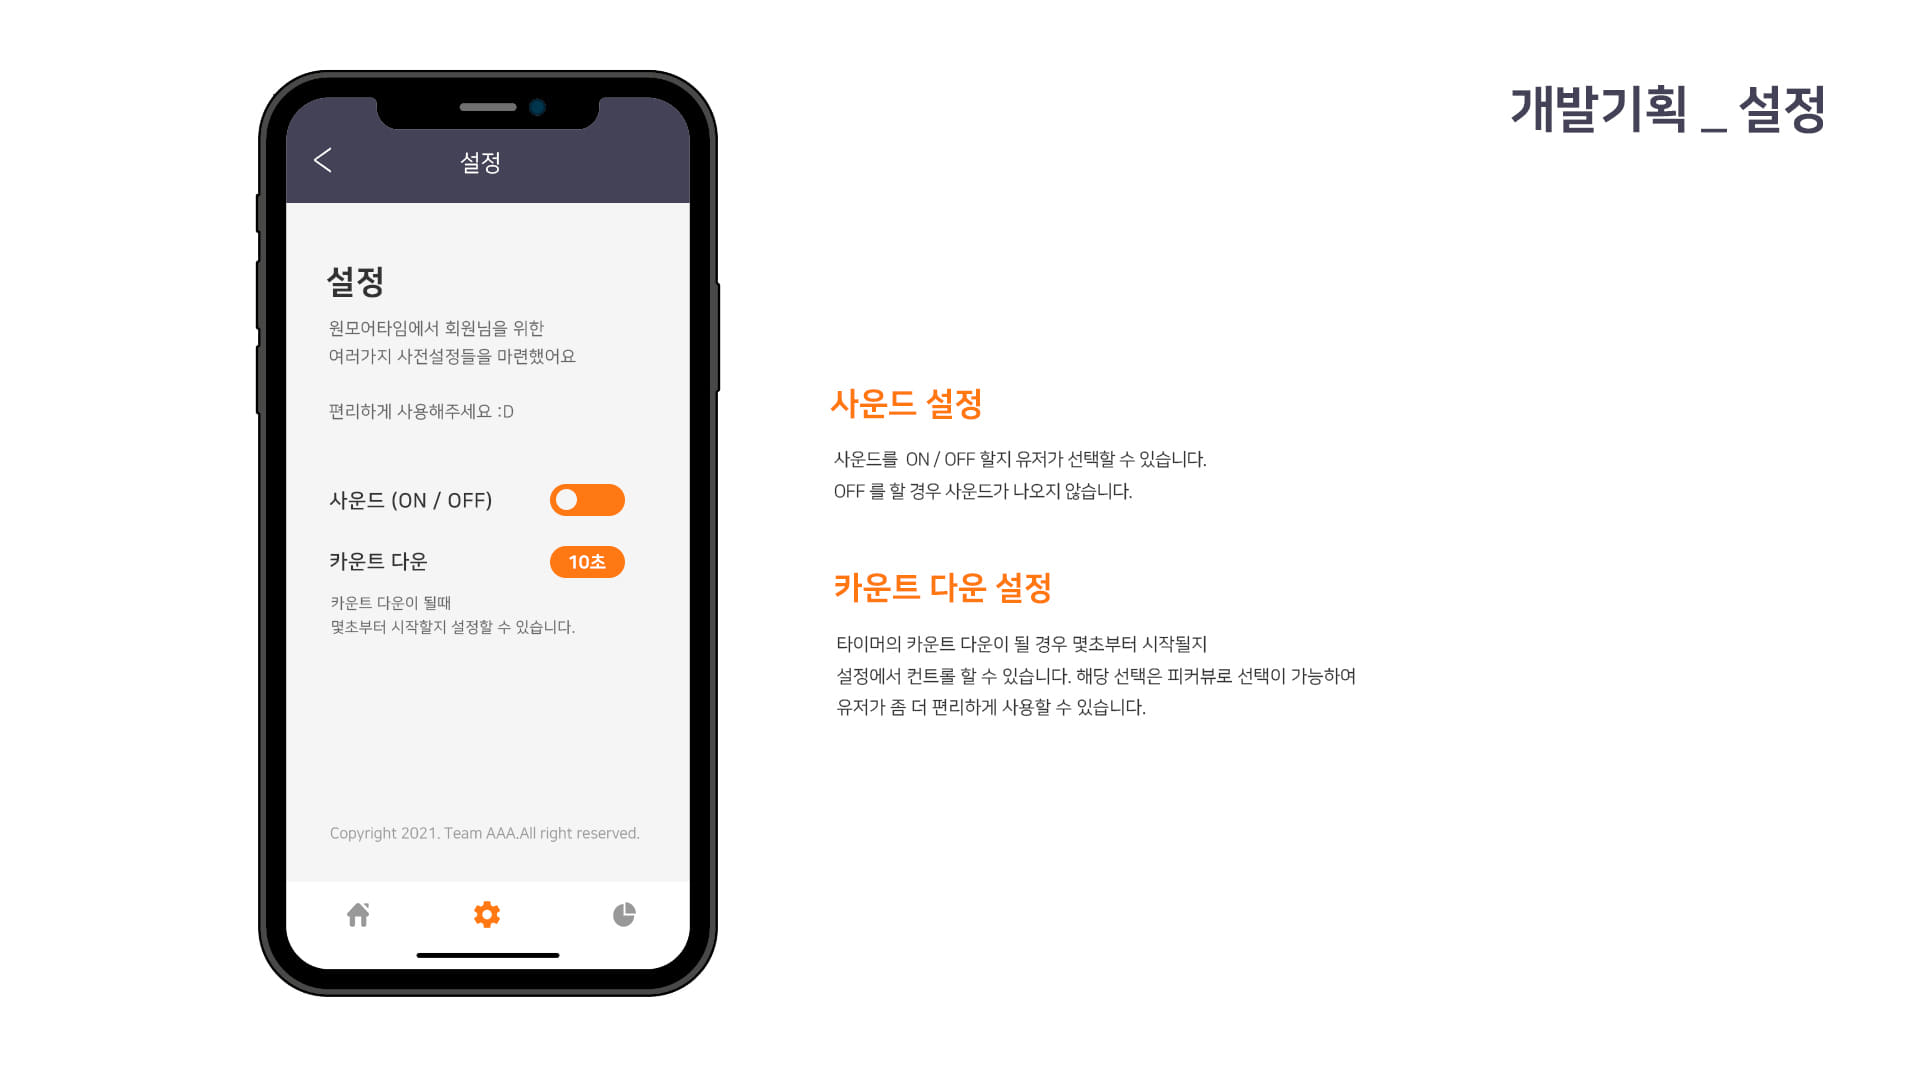 개발기획 _ 설정
설정
설정
원모어타임에서 회원님을 위한
여러가지 사전설정들을 마련했어요
편리하게 사용해주세요 :D
사운드 (ON / OFF)
카운트 다운
10초
카운트 다운이 될때
몇초부터 시작할지 설정할 수 있습니다.
Copyright 2021. Team AAA.All right reserved.
사운드 설정
사운드를 ON / OFF 할지 유저가 선택할 수 있습니다.
OFF 를 할 경우 사운드가 나오지 않습니다.
카운트 다운 설정
타이머의 카운트 다운이 될 경우 몇초부터 시작될지
설정에서 컨트롤 할 수 있습니다. 해당 선택은 피커뷰로 선택이 가능하여
유저가 좀 더 편리하게 사용할 수 있습니다.